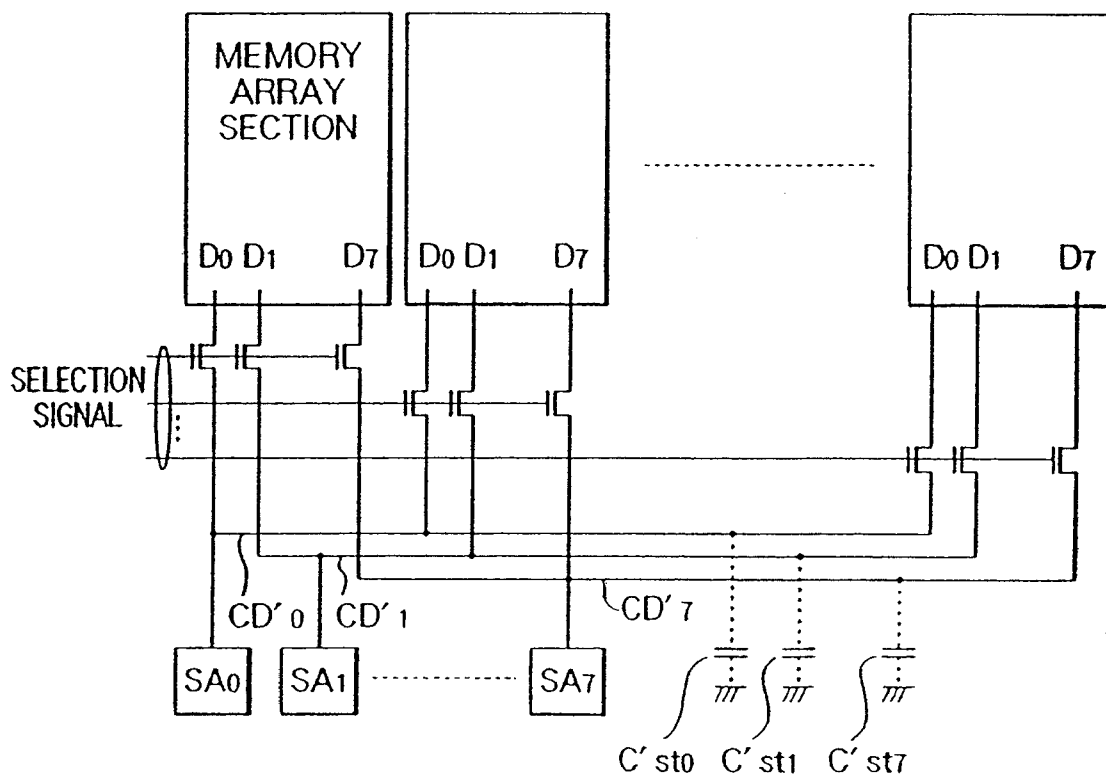 MEMORY
ARRAY
SECTION
D0 D1 D7 D0 D1 D7 D0 D1 D7
SELECTION
SIGNAL
CD'0 CD'1 CD'7
SA0 SA1 SA7
C'st0 C'st1 C'st7